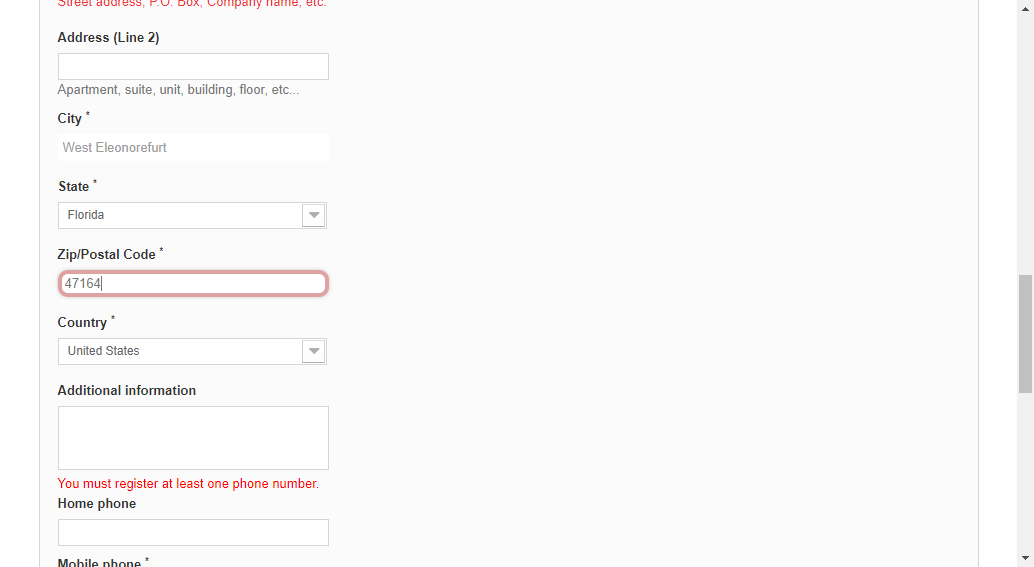 Street address, P.O. Box, Company name, etc.
Address (Line 2)
Apartment, suite, unit, building, floor, etc...
City *
West Eleonorefurt
State *
Florida
Zip/Postal Code *
47164
Country *
United States
Additional information
You must register at least one phone number.
Home phone
Mobile phone *